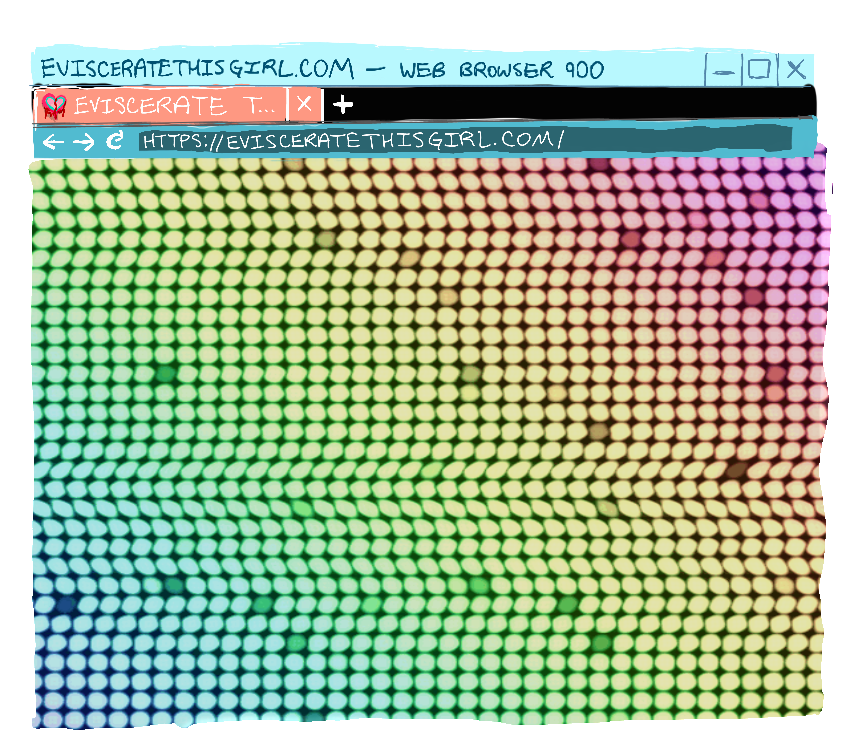 EVISCERATETHISGIRL.COM — WEB BROWSER 900
EVISCERATE T...
HTTPS://EVISCERATETHISGIRL.COM/